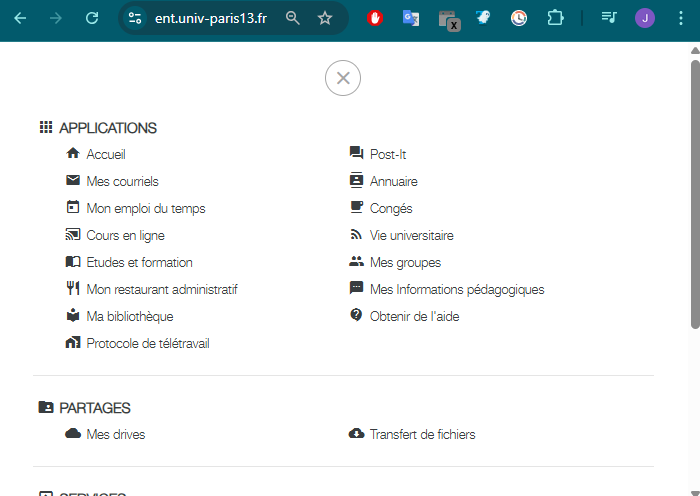 ent.univ-paris13.fr
X
J
APPLICATIONS
Accueil
Post-It
Mes courriels
Annuaire
Mon emploi du temps
Congés
Cours en ligne
Vie universitaire
Etudes et formation
Mes groupes
Mon restaurant administratif
Mes Informations pédagogiques
Ma bibliothèque
Obtenir de l'aide
Protocole de télétravail
PARTAGES
Mes drives
Transfert de fichiers
SERVICES